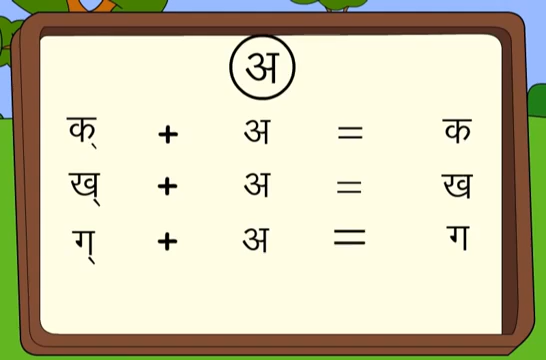 अ
क् + अ = क
ख् + अ = ख
ग् + अ = ग